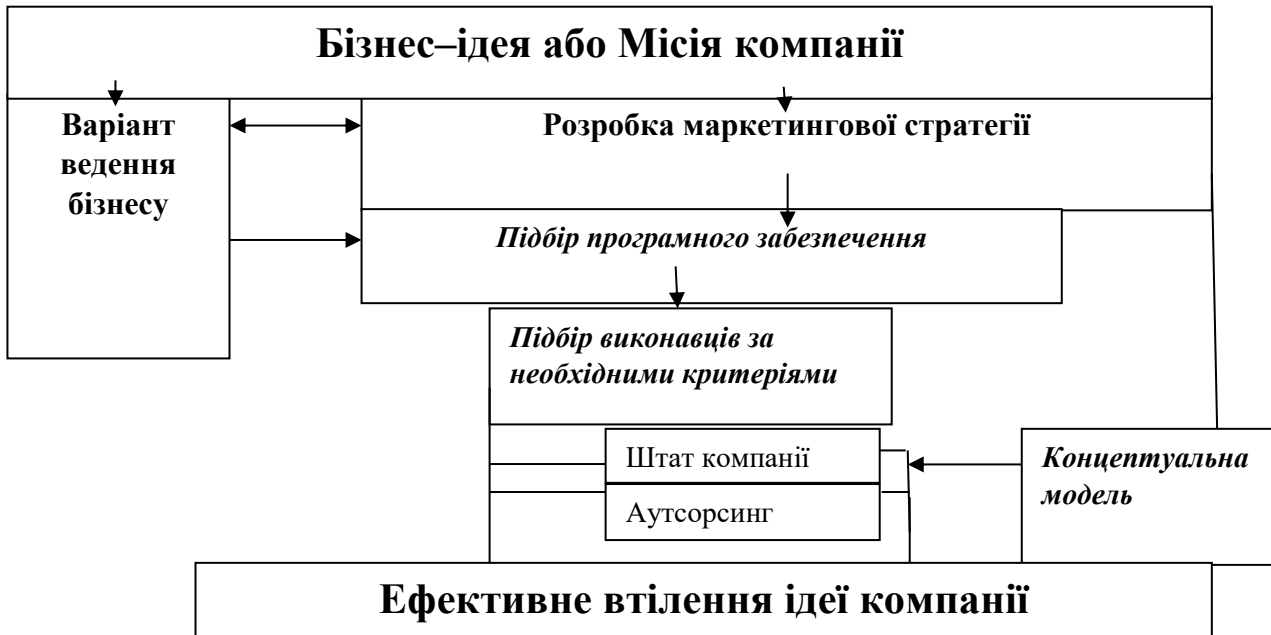 Бізнес–ідея або Місія компанії
Варіант
ведення
бізнесу
Розробка маркетингової стратегії
Підбір програмного забезпечення
Підбір виконавців за
необхідними критеріями
Штат компанії
Аутсорсинг
Концептуальна
модель
Ефективне втілення ідеї компанії